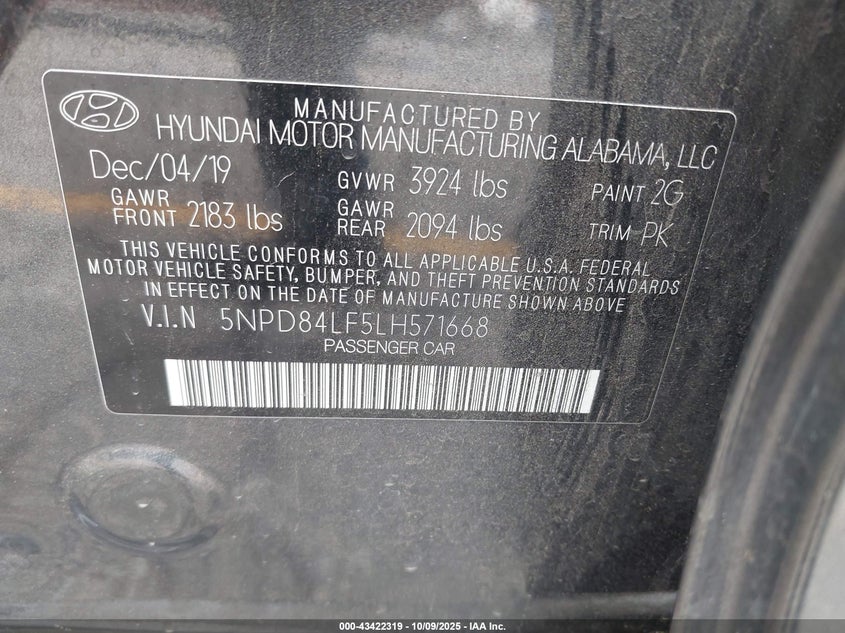 MANUFACTURED BY
HYUNDAI MOTOR MANUFACTURING ALABAMA, LLC
Dec/04/19 GVWR 3924 lbs PAINT 2G
GAWR FRONT 2183 lbs GAWR REAR 2094 lbs TRIM PK
THIS VEHICLE CONFORMS TO ALL APPLICABLE U.S.A. FEDERAL
MOTOR VEHICLE SAFETY, BUMPER, AND THEFT PREVENTION STANDARDS
IN EFFECT ON THE DATE OF MANUFACTURE SHOWN ABOVE
V.I.N 5NPD84LF5LH571668
PASSENGER CAR
000-43422319 - 10/09/2025 - IAA Inc.